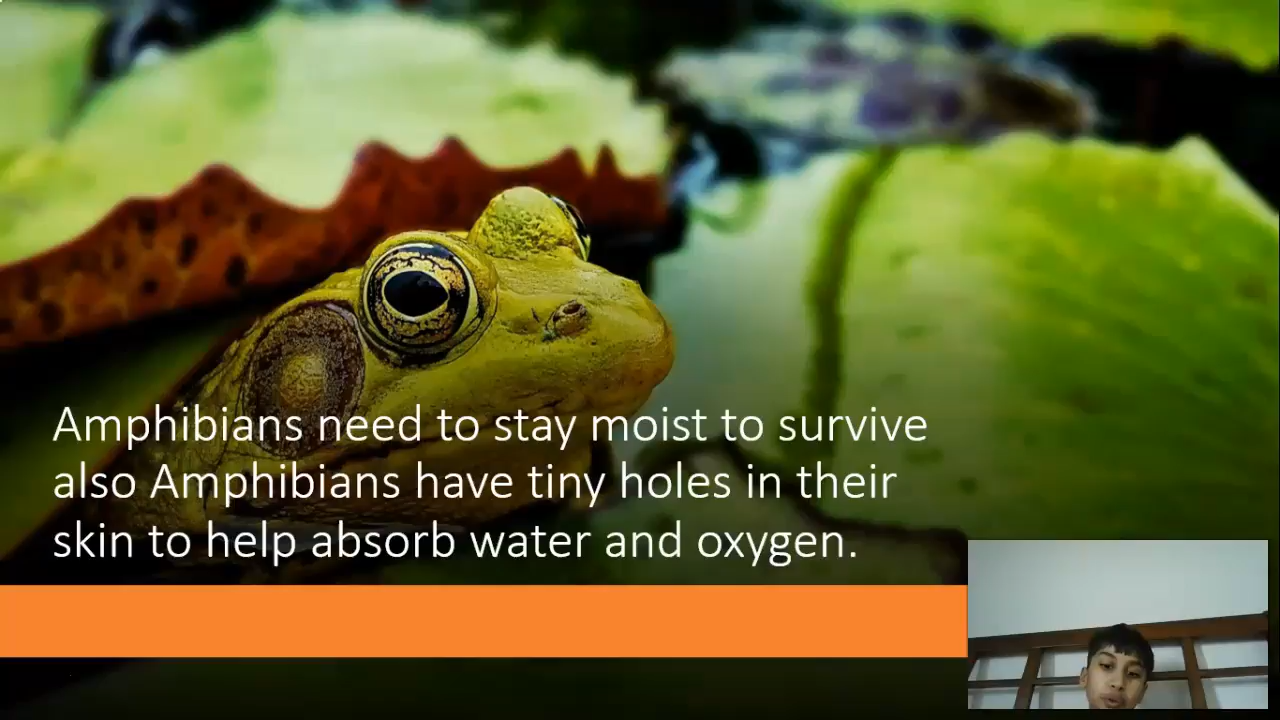 Amphibians need to stay moist to survive
also Amphibians have tiny holes in their
skin to help absorb water and oxygen.